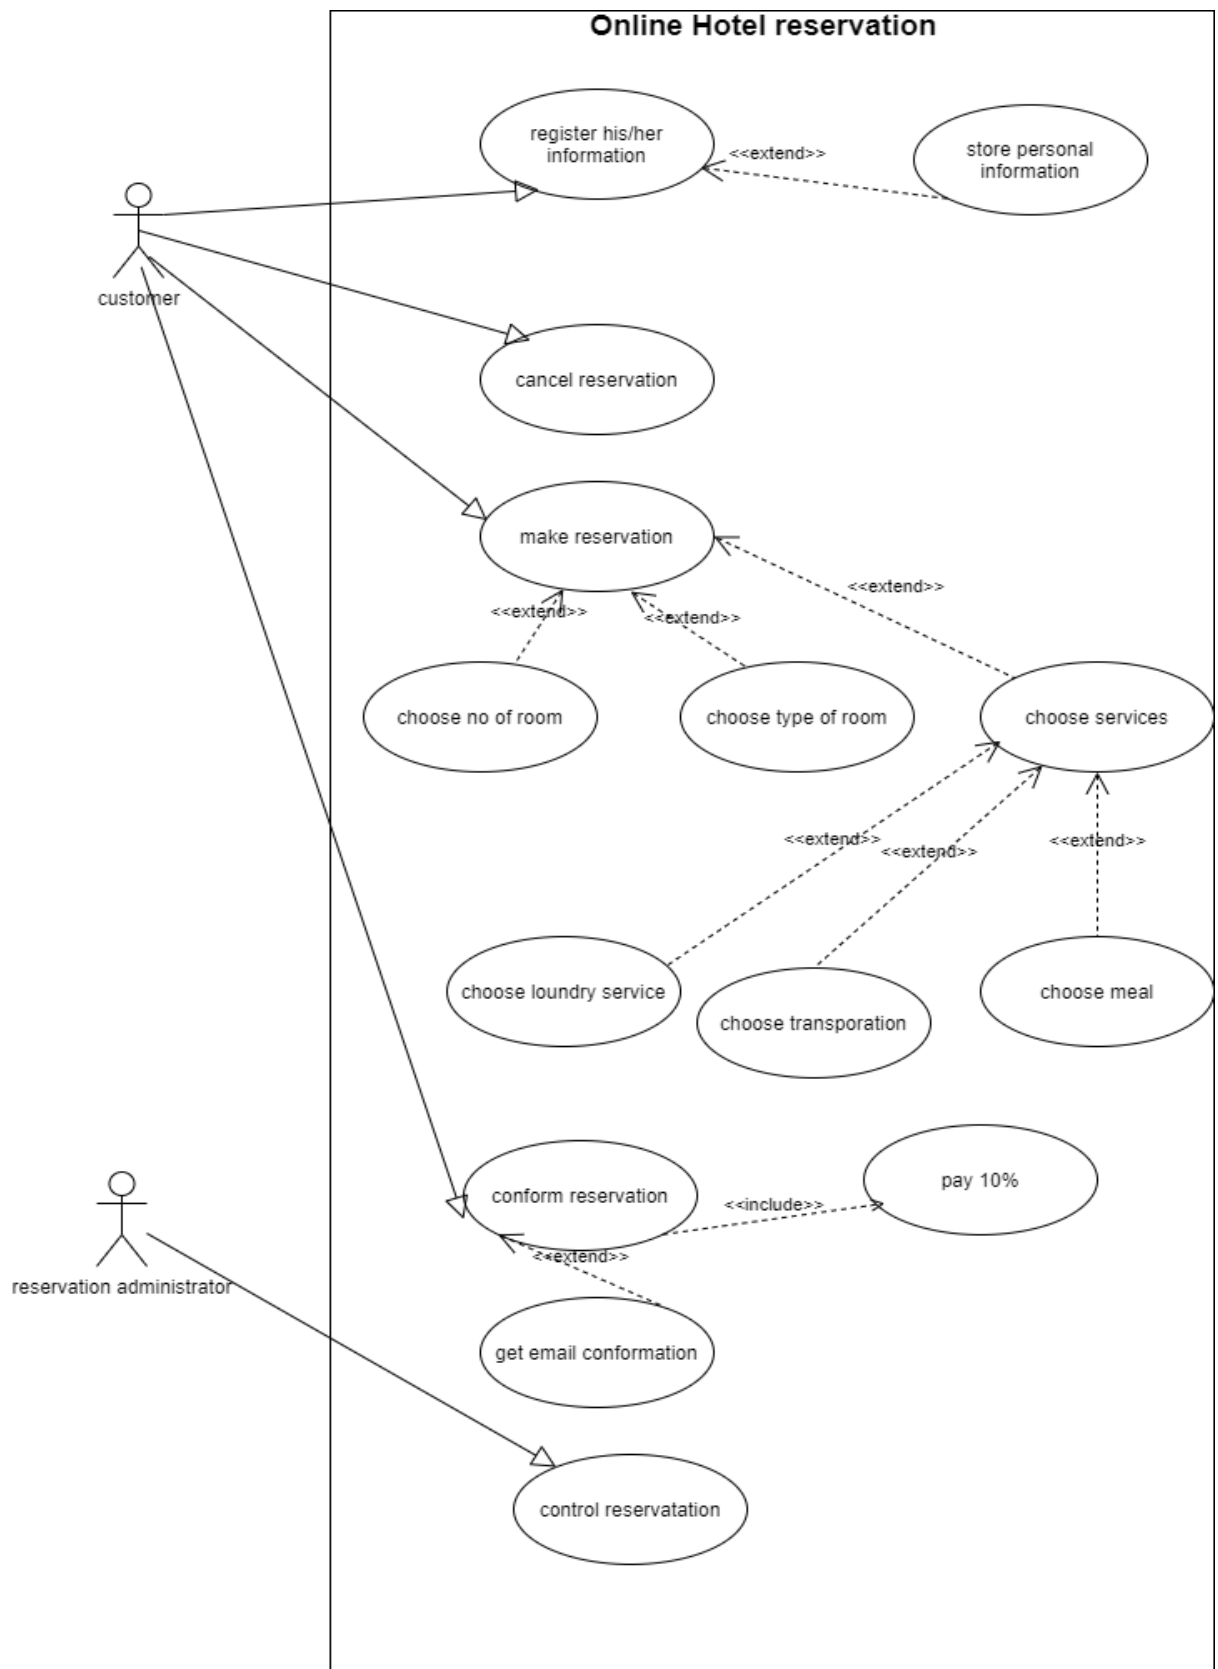 Online Hotel reservation
register his/her
information
<<extend>>
store personal
information
customer
cancel reservation
make reservation
<<extend>>
<<extend>>
<<extend>>
choose no of room
choose type of room
choose services
<<extend>>
<<extend>>
<<extend>>
choose loundry service
choose transporation
choose meal
conform reservation
<<include>>
pay 10%
<<extend>>
reservation administrator
get email conformation
control reservatation